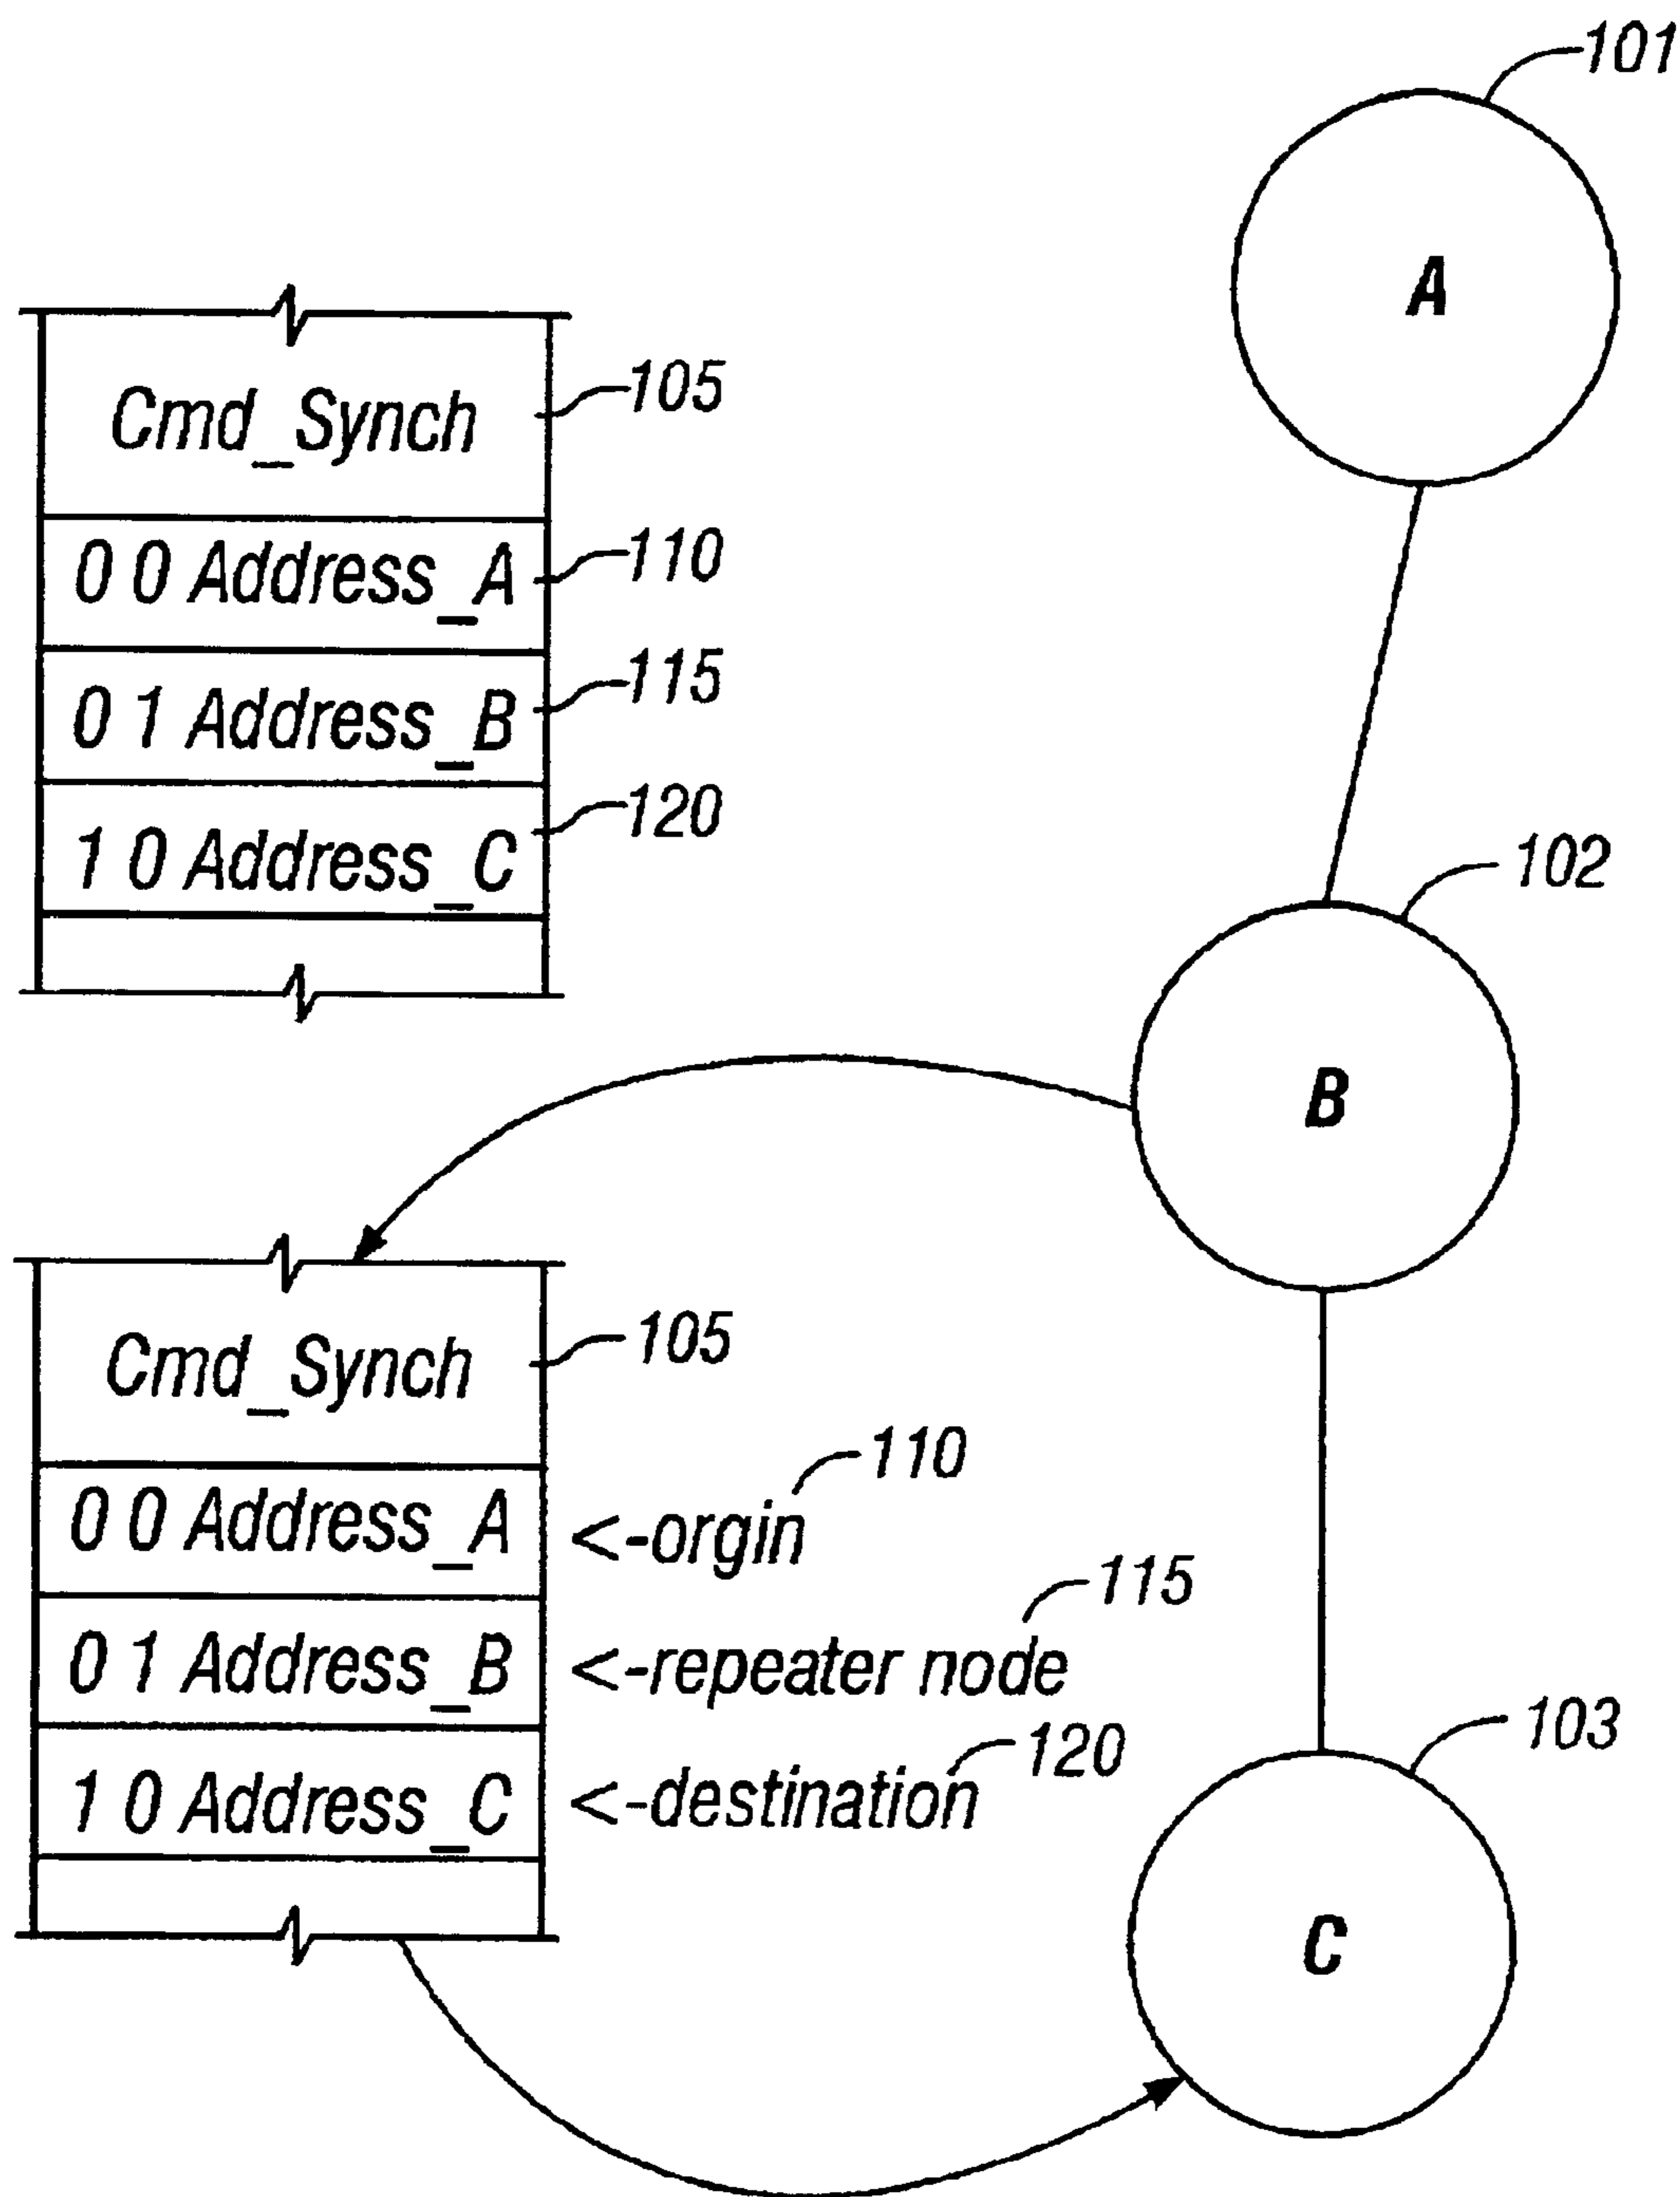 101
A
Cmd_Synch
105
0 0 Address_A
110
0 1 Address_B
115
1 0 Address_C
120
102
B
Cmd_Synch
105
0 0 Address_A <-orgin
110
0 1 Address_B <-repeater node
115
1 0 Address_C <-destination
120
103
C